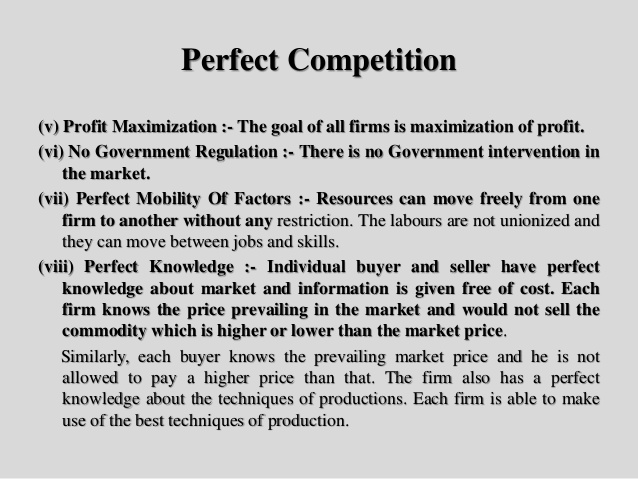 Perfect Competition
(v) Profit Maximization :- The goal of all firms is maximization of profit.
(vi) No Government Regulation :- There is no Government intervention in
the market.
(vii) Perfect Mobility Of Factors :- Resources can move freely from one
firm to another without any restriction. The labours are not unionized and
they can move between jobs and skills.
(viii) Perfect Knowledge :- Individual buyer and seller have perfect
knowledge about market and information is given free of cost. Each
firm knows the price prevailing in the market and would not sell the
commodity which is higher or lower than the market price.
Similarly, each buyer knows the prevailing market price and he is not
allowed to pay a higher price than that. The firm also has a perfect
knowledge about the techniques of productions. Each firm is able to make
use of the best techniques of production.